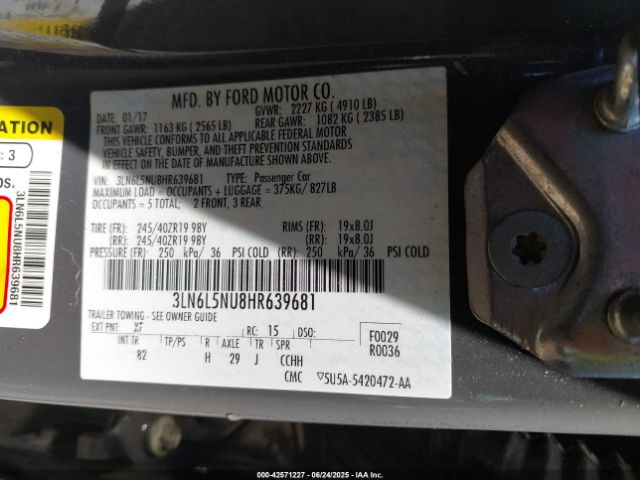 MFD. BY FORD MOTOR CO.
DATE: 01/17 GVWR: 2227 KG ( 4910 LB)
FRONT GAWR: 1163 KG ( 2565 LB) REAR GAWR: 1082 KG ( 2385 LB)
THIS VEHICLE CONFORMS TO ALL APPLICABLE FEDERAL MOTOR
VEHICLE SAFETY, BUMPER, AND THEFT PREVENTION STANDARDS
IN EFFECT ON THE DATE OF MANUFACTURE SHOWN ABOVE.
VIN: 3LN6L5NU8HR639681 TYPE: Passenger Car
MAXIMUM LOAD = OCCUPANTS + LUGGAGE = 375KG/ 827LB
OCCUPANTS = 5 TOTAL, 2 FRONT, 3 REAR
TIRE (FR): 245/40ZR19 98Y RIMS (FR): 19x8.0J
(RR): 245/40ZR19 98Y (RR): 19x8.0J
PRESSURE (FR): 250 kPa/ 36 PSI COLD (RR): 250 kPa/ 36 PSI COLD
3LN6L5NU8HR639681
TRAILER TOWING - SEE OWNER GUIDE
EXT PNT: XF RC: 15 DSO: F0029
INT TR TP/PS R AXLE TR SPR R0036
82 H 29 J CCHH
CMC ▽5U5A-5420472-AA
ATION
: 3
OS.
3LN6L5NU8HR639681
000-42571227 - 06/24/2025 - IAAI.COM